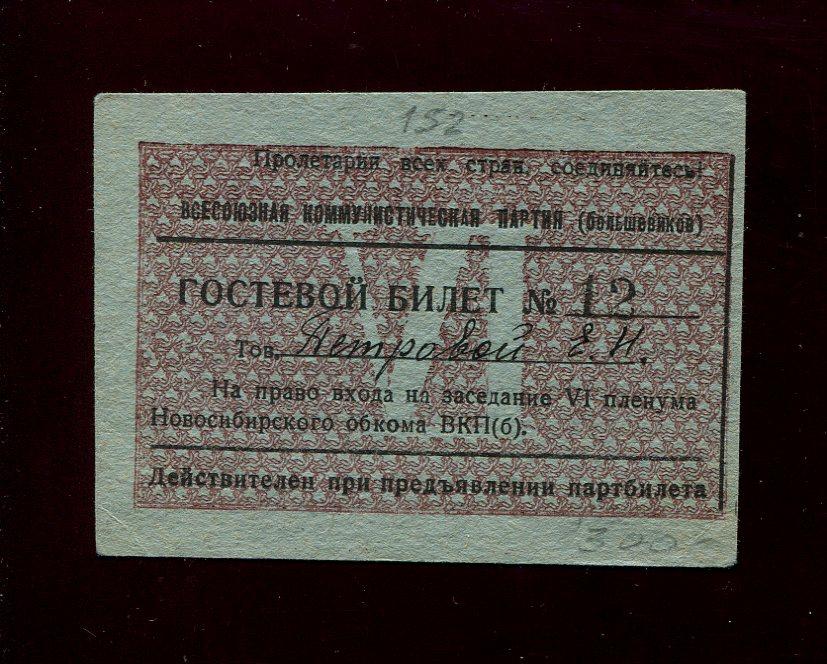 152
Пролетарии всех стран, соединяйтесь!
ВСЕСОЮЗНАЯ КОММУНИСТИЧЕСКАЯ ПАРТИЯ (большевиков)
VI
ГОСТЕВОЙ БИЛЕТ № 12
Тов. Петровой Е. Н.
На право входа на заседание VI пленума
Новосибирского обкома ВКП(б).
Действителен при предъявлении партбилета
300-